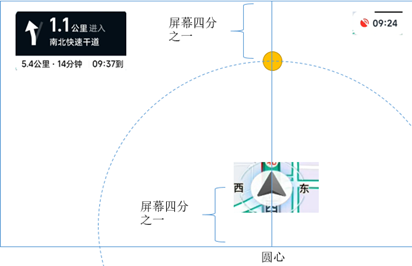 1.1公里 进入
南北快速干道
5.4公里·14分钟 09:37到
屏幕四分
之一
09:24
西
东
屏幕四分
之一
圆心